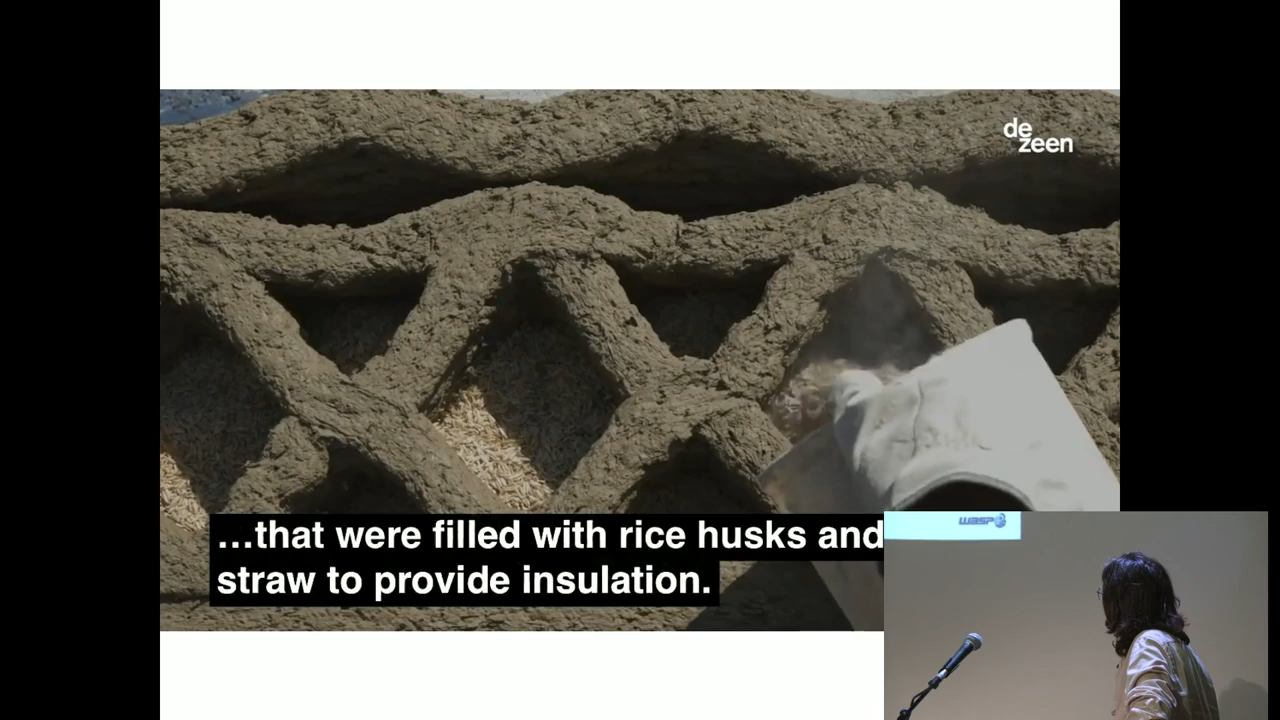 de
zeen
...that were filled with rice husks and
straw to provide insulation.
WASP